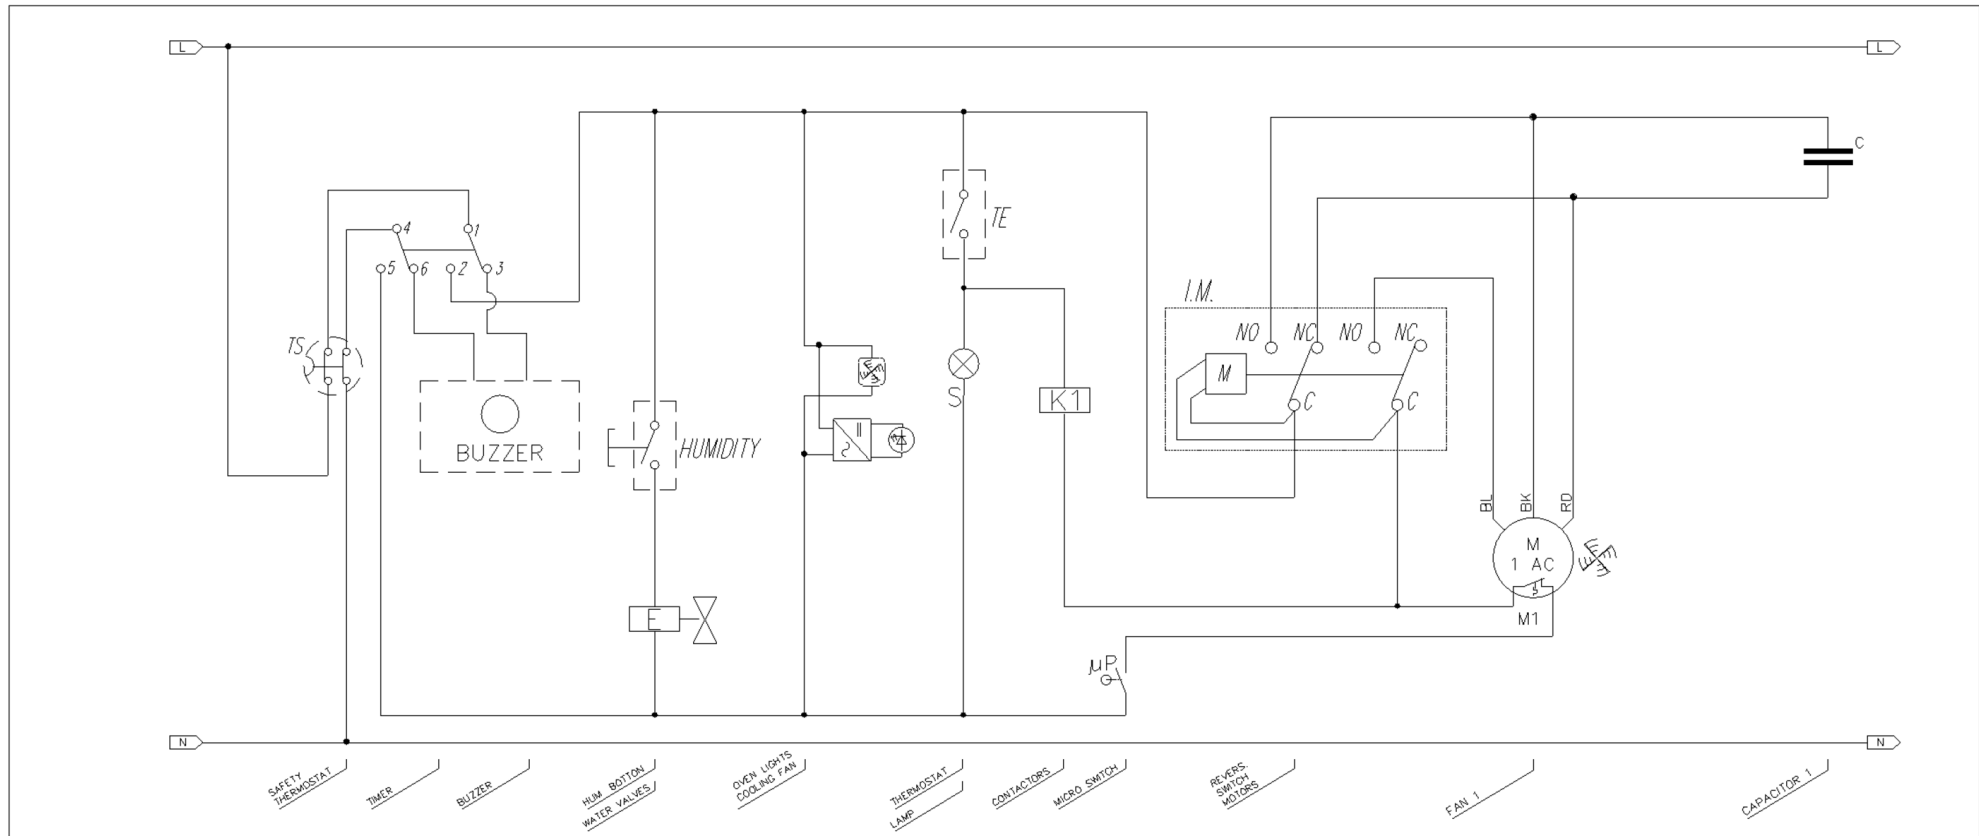 L
L
C
4
1
TE
5
6
2
3
I.M.
NO
NC
NO
NC
TS
M
S
K1
C
C
BUZZER
HUMIDITY
BL
BK
RD
M
1 AC
E
M1
µP
N
N
SAFETY
THERMOSTAT
TIMER
BUZZER
HUM BOTTON
WATER VALVES
OVEN LIGHTS
COOLING FAN
THERMOSTAT
LAMP
CONTACTORS
MICRO SWITCH
REVERS.
SWITCH
MOTORS
FAN 1
CAPACITOR 1